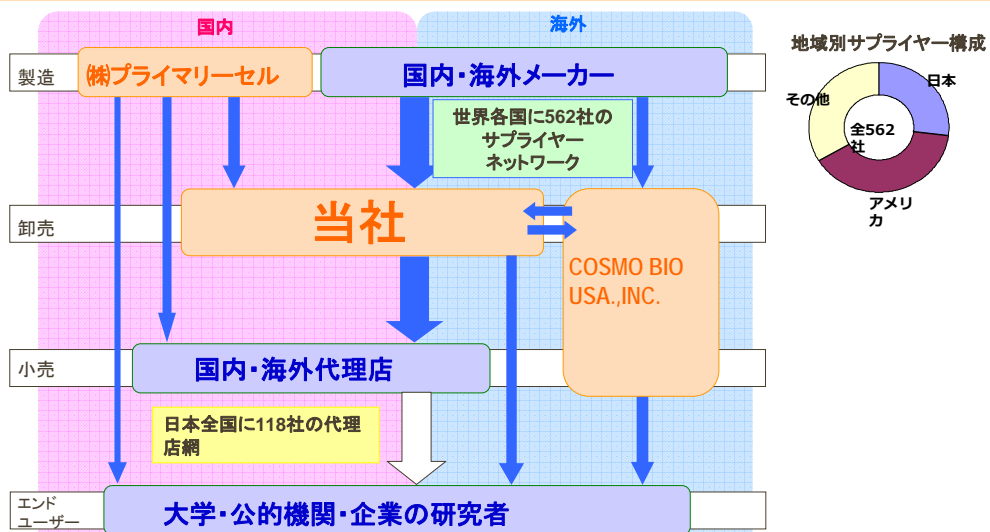 国内
海外
地域別サプライヤー構成
製造
㈱プライマリーセル
国内・海外メーカー
日本
その他
全562
社
アメリ
カ
世界各国に562社の
サプライヤー
ネットワーク
卸売
当社
COSMO BIO
USA.,INC.
小売
国内・海外代理店
日本全国に118社の代理
店網
エンド
ユーザー
大学・公的機関・企業の研究者